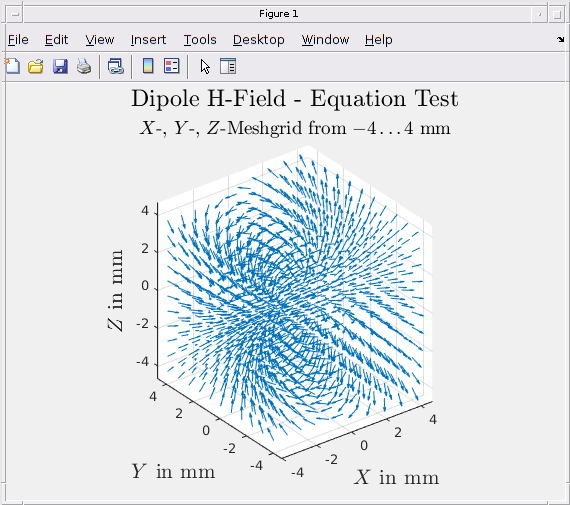 Figure 1
File Edit View Insert Tools Desktop Window Help
Dipole H-Field - Equation Test
X-, Y-, Z-Meshgrid from −4...4 mm
4
2
0
-2
-4
Z in mm
4
2
0
-2
-4
Y in mm
-4
-2
0
2
4
X in mm